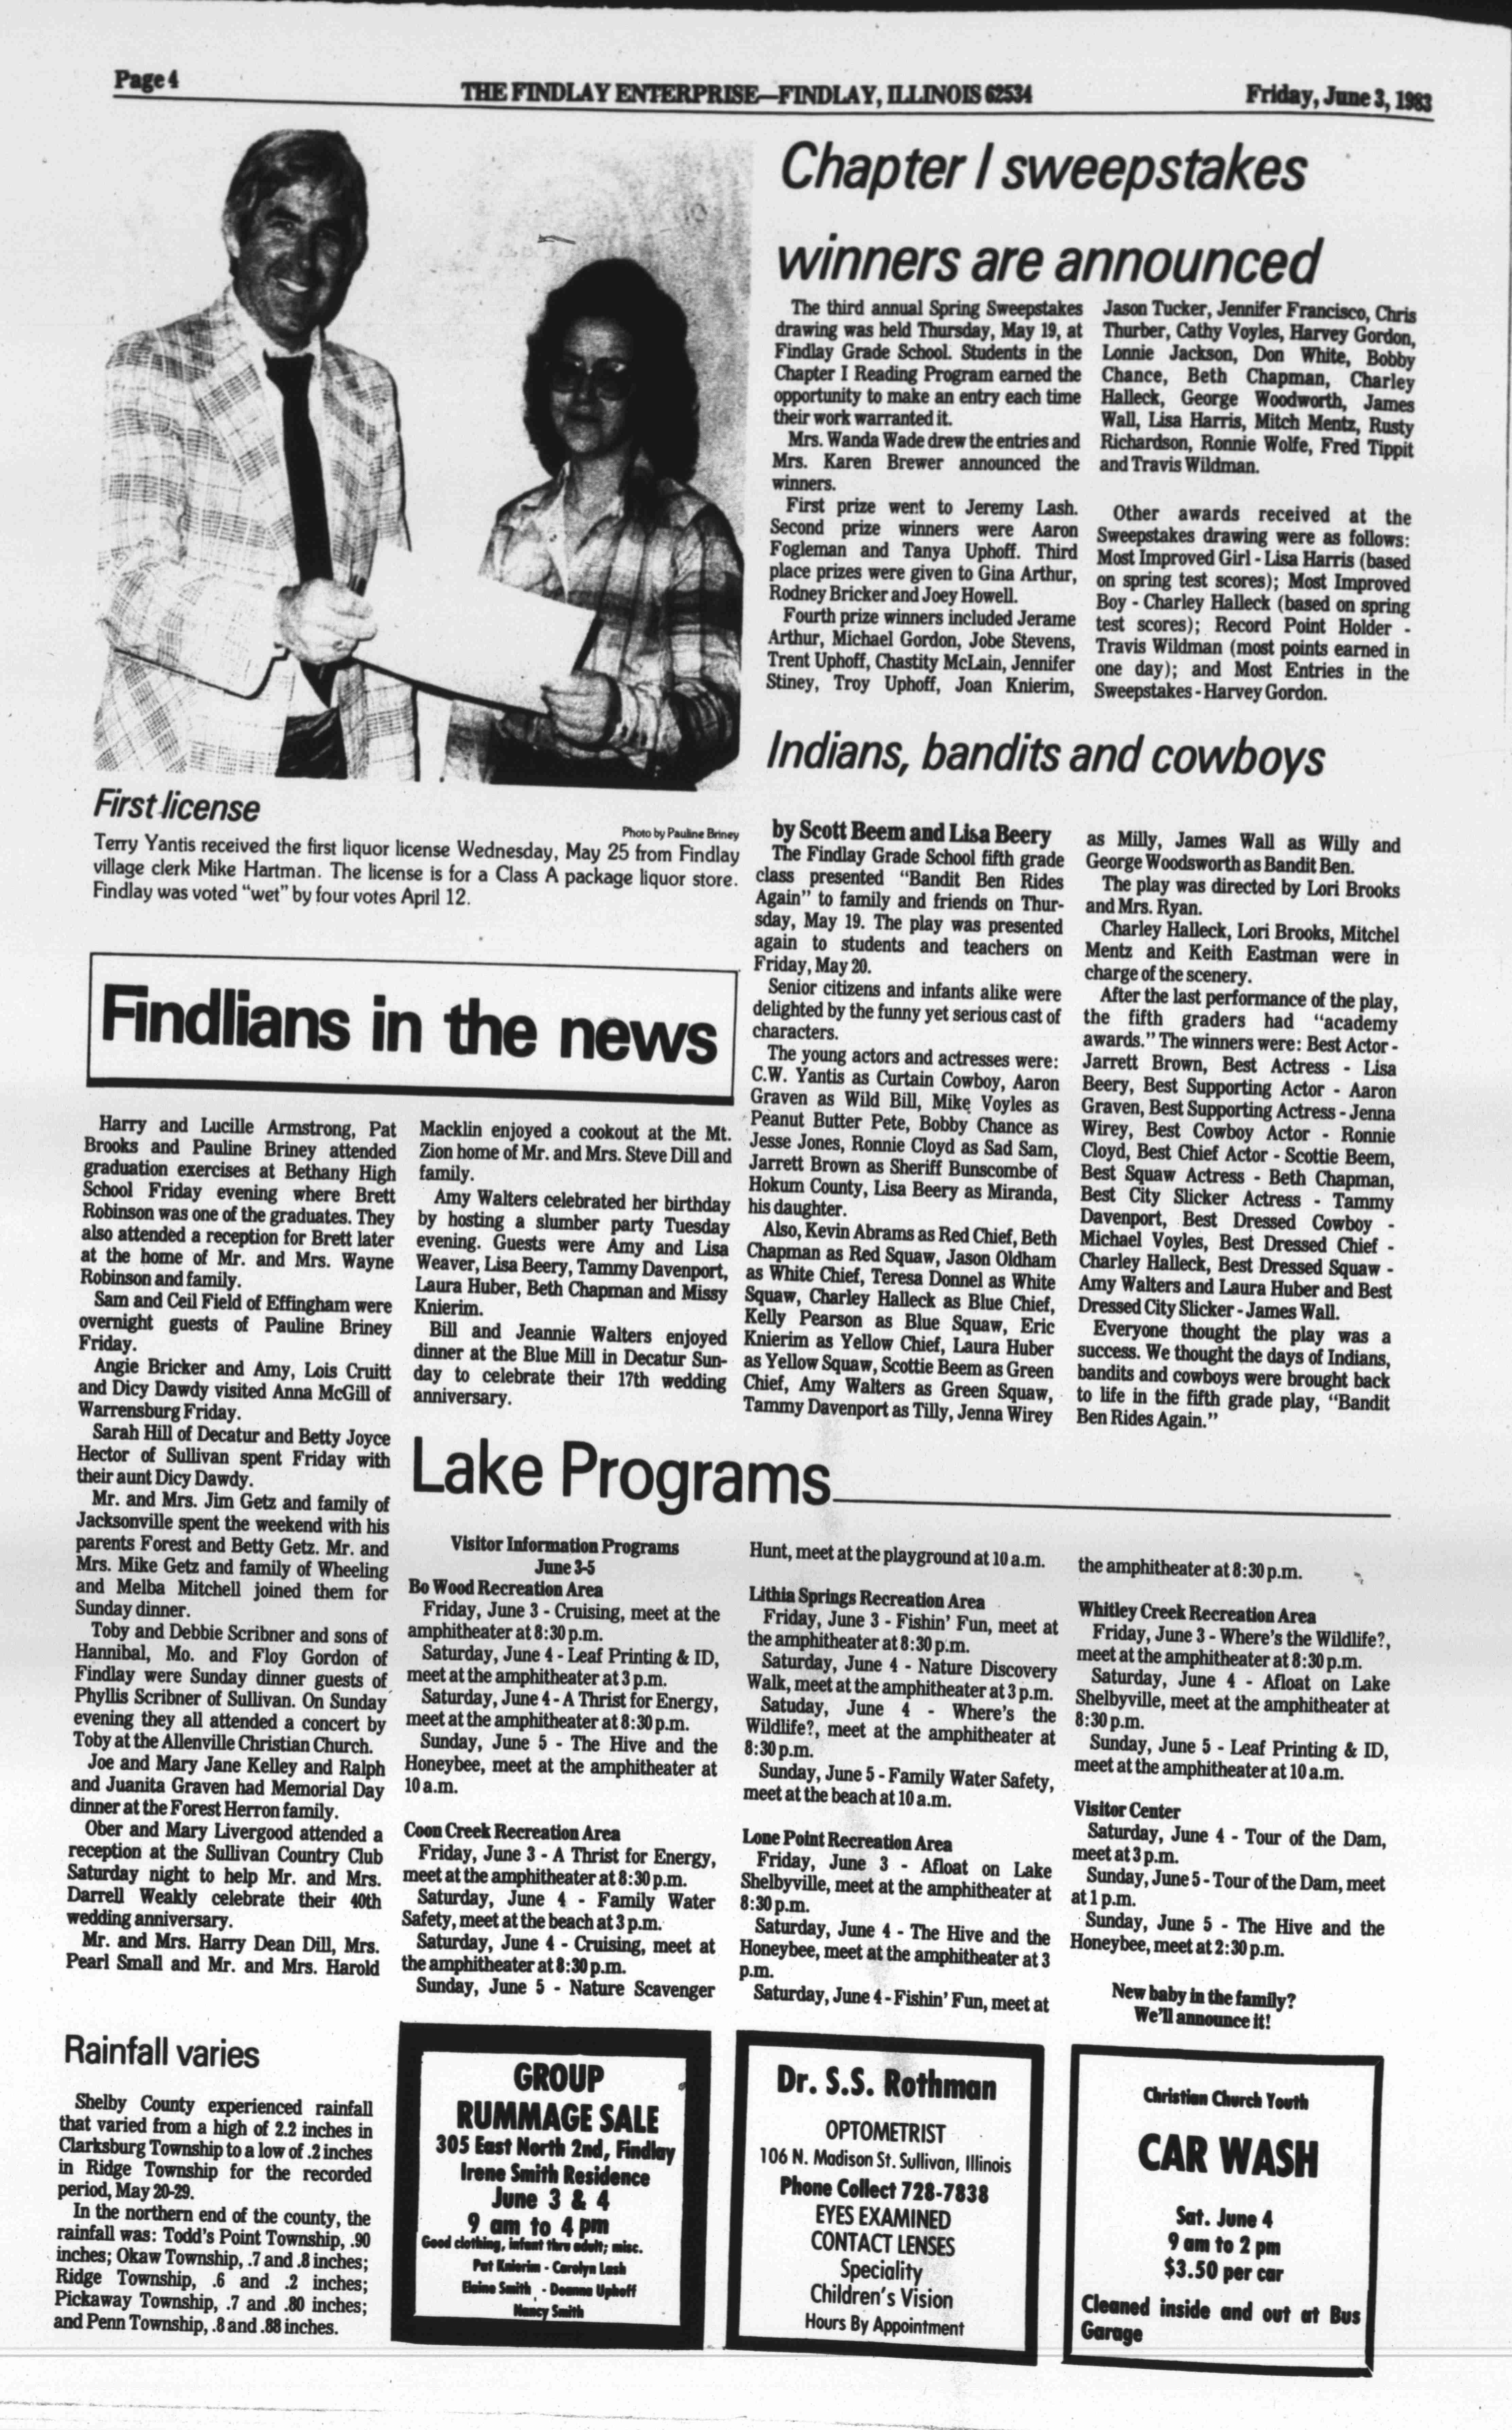 Page 4
THE FINDLAY ENTERPRISE—FINDLAY, ILLINOIS 62534
Friday, June 3, 1983
First license
Photo by Pauline Briney
Terry Yantis received the first liquor license Wednesday, May 25 from Findlay
village clerk Mike Hartman. The license is for a Class A package liquor store.
Findlay was voted "wet" by four votes April 12.
Chapter I sweepstakes
winners are announced
The third annual Spring Sweepstakes
drawing was held Thursday, May 19, at
Findlay Grade School. Students in the
Chapter I Reading Program earned the
opportunity to make an entry each time
their work warranted it.
Mrs. Wanda Wade drew the entries and
Mrs. Karen Brewer announced the
winners.
First prize went to Jeremy Lash.
Second prize winners were Aaron
Fogleman and Tanya Uphoff. Third
place prizes were given to Gina Arthur,
Rodney Bricker and Joey Howell.
Fourth prize winners included Jerame
Arthur, Michael Gordon, Jobe Stevens,
Trent Uphoff, Chastity McLain, Jennifer
Stiney, Troy Uphoff, Joan Knierim,
Jason Tucker, Jennifer Francisco, Chris
Thurber, Cathy Voyles, Harvey Gordon,
Lonnie Jackson, Don White, Bobby
Chance, Beth Chapman, Charley
Halleck, George Woodworth, James
Wall, Lisa Harris, Mitch Mentz, Rusty
Richardson, Ronnie Wolfe, Fred Tippit
and Travis Wildman.
Other awards received at the
Sweepstakes drawing were as follows:
Most Improved Girl - Lisa Harris (based
on spring test scores); Most Improved
Boy - Charley Halleck (based on spring
test scores); Record Point Holder -
Travis Wildman (most points earned in
one day); and Most Entries in the
Sweepstakes - Harvey Gordon.
Indians, bandits and cowboys
by Scott Beem and Lisa Beery
The Findlay Grade School fifth grade
class presented "Bandit Ben Rides
Again" to family and friends on Thur-
sday, May 19. The play was presented
again to students and teachers on
Friday, May 20.
Senior citizens and infants alike were
delighted by the funny yet serious cast of
characters.
The young actors and actresses were:
C.W. Yantis as Curtain Cowboy, Aaron
Graven as Wild Bill, Mike Voyles as
Peanut Butter Pete, Bobby Chance as
Jesse Jones, Ronnie Cloyd as Sad Sam,
Jarrett Brown as Sheriff Bunscombe of
Hokum County, Lisa Beery as Miranda,
his daughter.
Also, Kevin Abrams as Red Chief, Beth
Chapman as Red Squaw, Jason Oldham
as White Chief, Teresa Donnel as White
Squaw, Charley Halleck as Blue Chief,
Kelly Pearson as Blue Squaw, Eric
Knierim as Yellow Chief, Laura Huber
as Yellow Squaw, Scottie Beem as Green
Chief, Amy Walters as Green Squaw,
Tammy Davenport as Tilly, Jenna Wirey
as Milly, James Wall as Willy and
George Woodsworth as Bandit Ben.
The play was directed by Lori Brooks
and Mrs. Ryan.
Charley Halleck, Lori Brooks, Mitchel
Mentz and Keith Eastman were in
charge of the scenery.
After the last performance of the play,
the fifth graders had "academy
awards." The winners were: Best Actor -
Jarrett Brown, Best Actress - Lisa
Beery, Best Supporting Actor - Aaron
Graven, Best Supporting Actress - Jenna
Wirey, Best Cowboy Actor - Ronnie
Cloyd, Best Chief Actor - Scottie Beem,
Best Squaw Actress - Beth Chapman,
Best City Slicker Actress - Tammy
Davenport, Best Dressed Cowboy -
Michael Voyles, Best Dressed Chief -
Charley Halleck, Best Dressed Squaw -
Amy Walters and Laura Huber and Best
Dressed City Slicker - James Wall.
Everyone thought the play was a
success. We thought the days of Indians,
bandits and cowboys were brought back
to life in the fifth grade play, "Bandit
Ben Rides Again."
Findlians in the news
Harry and Lucille Armstrong, Pat
Brooks and Pauline Briney attended
graduation exercises at Bethany High
School Friday evening where Brett
Robinson was one of the graduates. They
also attended a reception for Brett later
at the home of Mr. and Mrs. Wayne
Robinson and family.
Sam and Ceil Field of Effingham were
overnight guests of Pauline Briney
Friday.
Angie Bricker and Amy, Lois Cruitt
and Dicy Dawdy visited Anna McGill of
Warrensburg Friday.
Sarah Hill of Decatur and Betty Joyce
Hector of Sullivan spent Friday with
their aunt Dicy Dawdy.
Mr. and Mrs. Jim Getz and family of
Jacksonville spent the weekend with his
parents Forest and Betty Getz. Mr. and
Mrs. Mike Getz and family of Wheeling
and Melba Mitchell joined them for
Sunday dinner.
Toby and Debbie Scribner and sons of
Hannibal, Mo. and Floy Gordon of
Findlay were Sunday dinner guests of
Phyllis Scribner of Sullivan. On Sunday
evening they all attended a concert by
Toby at the Allenville Christian Church.
Joe and Mary Jane Kelley and Ralph
and Juanita Graven had Memorial Day
dinner at the Forest Herron family.
Ober and Mary Livergood attended a
reception at the Sullivan Country Club
Saturday night to help Mr. and Mrs.
Darrell Weakly celebrate their 40th
wedding anniversary.
Mr. and Mrs. Harry Dean Dill, Mrs.
Pearl Small and Mr. and Mrs. Harold
Macklin enjoyed a cookout at the Mt.
Zion home of Mr. and Mrs. Steve Dill and
family.
Amy Walters celebrated her birthday
by hosting a slumber party Tuesday
evening. Guests were Amy and Lisa
Weaver, Lisa Beery, Tammy Davenport,
Laura Huber, Beth Chapman and Missy
Knierim.
Bill and Jeannie Walters enjoyed
dinner at the Blue Mill in Decatur Sun-
day to celebrate their 17th wedding
anniversary.
Lake Programs
Visitor Information Programs
June 3-5
Bo Wood Recreation Area
Friday, June 3 - Cruising, meet at the
amphitheater at 8:30 p.m.
Saturday, June 4 - Leaf Printing & ID,
meet at the amphitheater at 3 p.m.
Saturday, June 4 - A Thrist for Energy,
meet at the amphitheater at 8:30 p.m.
Sunday, June 5 - The Hive and the
Honeybee, meet at the amphitheater at
10 a.m.
Coon Creek Recreation Area
Friday, June 3 - A Thrist for Energy,
meet at the amphitheater at 8:30 p.m.
Saturday, June 4 - Family Water
Safety, meet at the beach at 3 p.m.
Saturday, June 4 - Cruising, meet at
the amphitheater at 8:30 p.m.
Sunday, June 5 - Nature Scavenger
Hunt, meet at the playground at 10 a.m.
Lithia Springs Recreation Area
Friday, June 3 - Fishin' Fun, meet at
the amphitheater at 8:30 p.m.
Saturday, June 4 - Nature Discovery
Walk, meet at the amphitheater at 3 p.m.
Satuday, June 4 - Where's the
Wildlife?, meet at the amphitheater at
8:30 p.m.
Sunday, June 5 - Family Water Safety,
meet at the beach at 10 a.m.
Lone Point Recreation Area
Friday, June 3 - Afloat on Lake
Shelbyville, meet at the amphitheater at
8:30 p.m.
Saturday, June 4 - The Hive and the
Honeybee, meet at the amphitheater at 3
p.m.
Saturday, June 4 - Fishin' Fun, meet at
the amphitheater at 8:30 p.m.
Whitley Creek Recreation Area
Friday, June 3 - Where's the Wildlife?,
meet at the amphitheater at 8:30 p.m.
Saturday, June 4 - Afloat on Lake
Shelbyville, meet at the amphitheater at
8:30 p.m.
Sunday, June 5 - Leaf Printing & ID,
meet at the amphitheater at 10 a.m.
Visitor Center
Saturday, June 4 - Tour of the Dam,
meet at 3 p.m.
Sunday, June 5 - Tour of the Dam, meet
at 1 p.m.
Sunday, June 5 - The Hive and the
Honeybee, meet at 2:30 p.m.
New baby in the family?
We'll announce it!
Rainfall varies
Shelby County experienced rainfall
that varied from a high of 2.2 inches in
Clarksburg Township to a low of .2 inches
in Ridge Township for the recorded
period, May 20-29.
In the northern end of the county, the
rainfall was: Todd's Point Township, .90
inches; Okaw Township, .7 and .8 inches;
Ridge Township, .6 and .2 inches;
Pickaway Township, .7 and .80 inches;
and Penn Township, .8 and .88 inches.
GROUP
RUMMAGE SALE
305 East North 2nd, Findlay
Irene Smith Residence
June 3 & 4
9 am to 4 pm
Good clothing, infant thru adult; misc.
Pat Knierim - Carolyn Lash
Elaine Smith - Deanna Uphoff
Nancy Smith
Dr. S.S. Rothman
OPTOMETRIST
106 N. Madison St. Sullivan, Illinois
Phone Collect 728-7838
EYES EXAMINED
CONTACT LENSES
Speciality
Children's Vision
Hours By Appointment
Christian Church Youth
CAR WASH
Sat. June 4
9 am to 2 pm
$3.50 per car
Cleaned inside and out at Bus
Garage